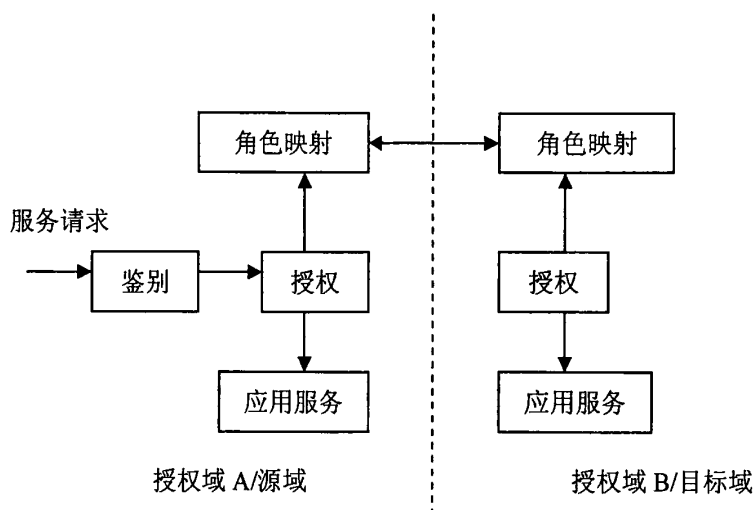 角色映射
角色映射
服务请求
鉴别
授权
授权
应用服务
应用服务
授权域 A/源域
授权域 B/目标域